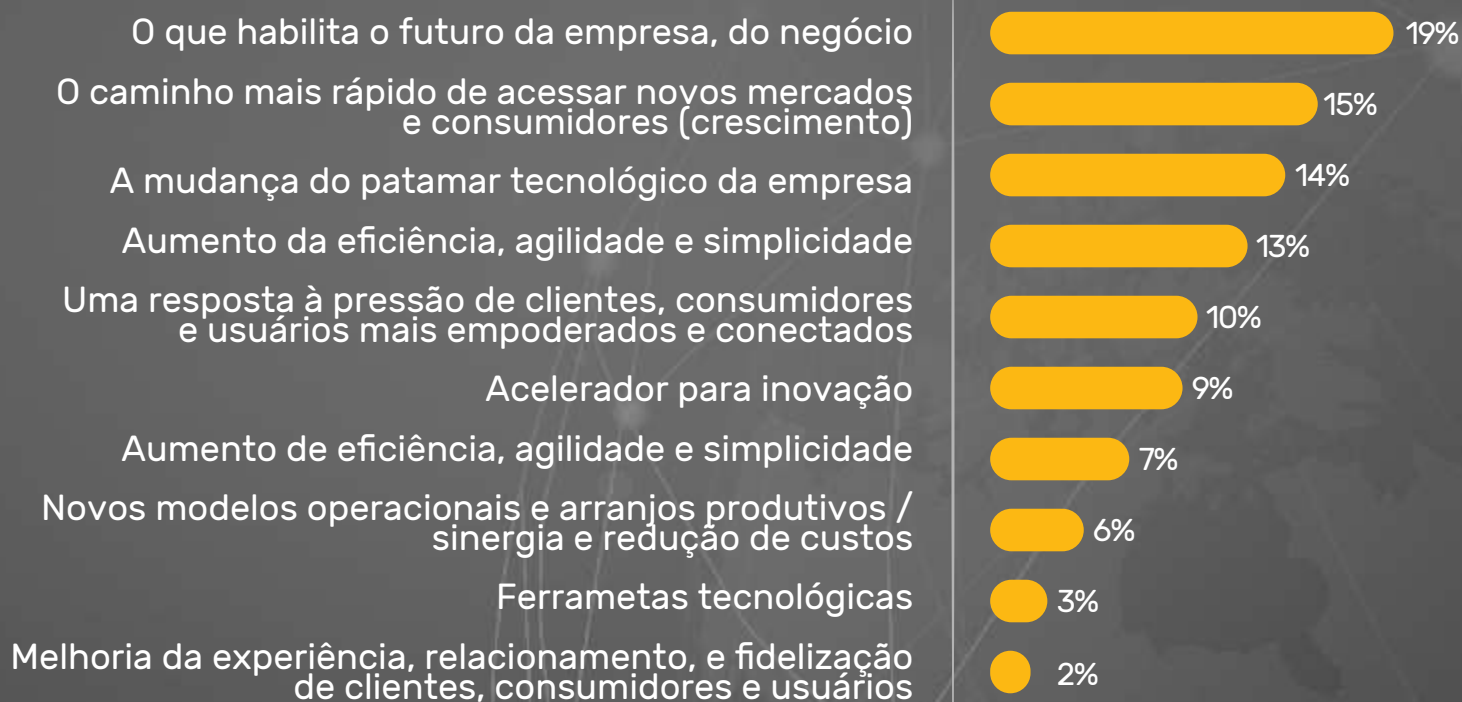 O que habilita o futuro da empresa, do negócio
19%
O caminho mais rápido de acessar novos mercados
e consumidores (crescimento)
15%
A mudança do patamar tecnológico da empresa
14%
Aumento da eficiência, agilidade e simplicidade
13%
Uma resposta à pressão de clientes, consumidores
e usuários mais empoderados e conectados
10%
Acelerador para inovação
9%
Aumento de eficiência, agilidade e simplicidade
7%
Novos modelos operacionais e arranjos produtivos /
sinergia e redução de custos
6%
Ferrametas tecnológicas
3%
Melhoria da experiência, relacionamento, e fidelização
de clientes, consumidores e usuários
2%